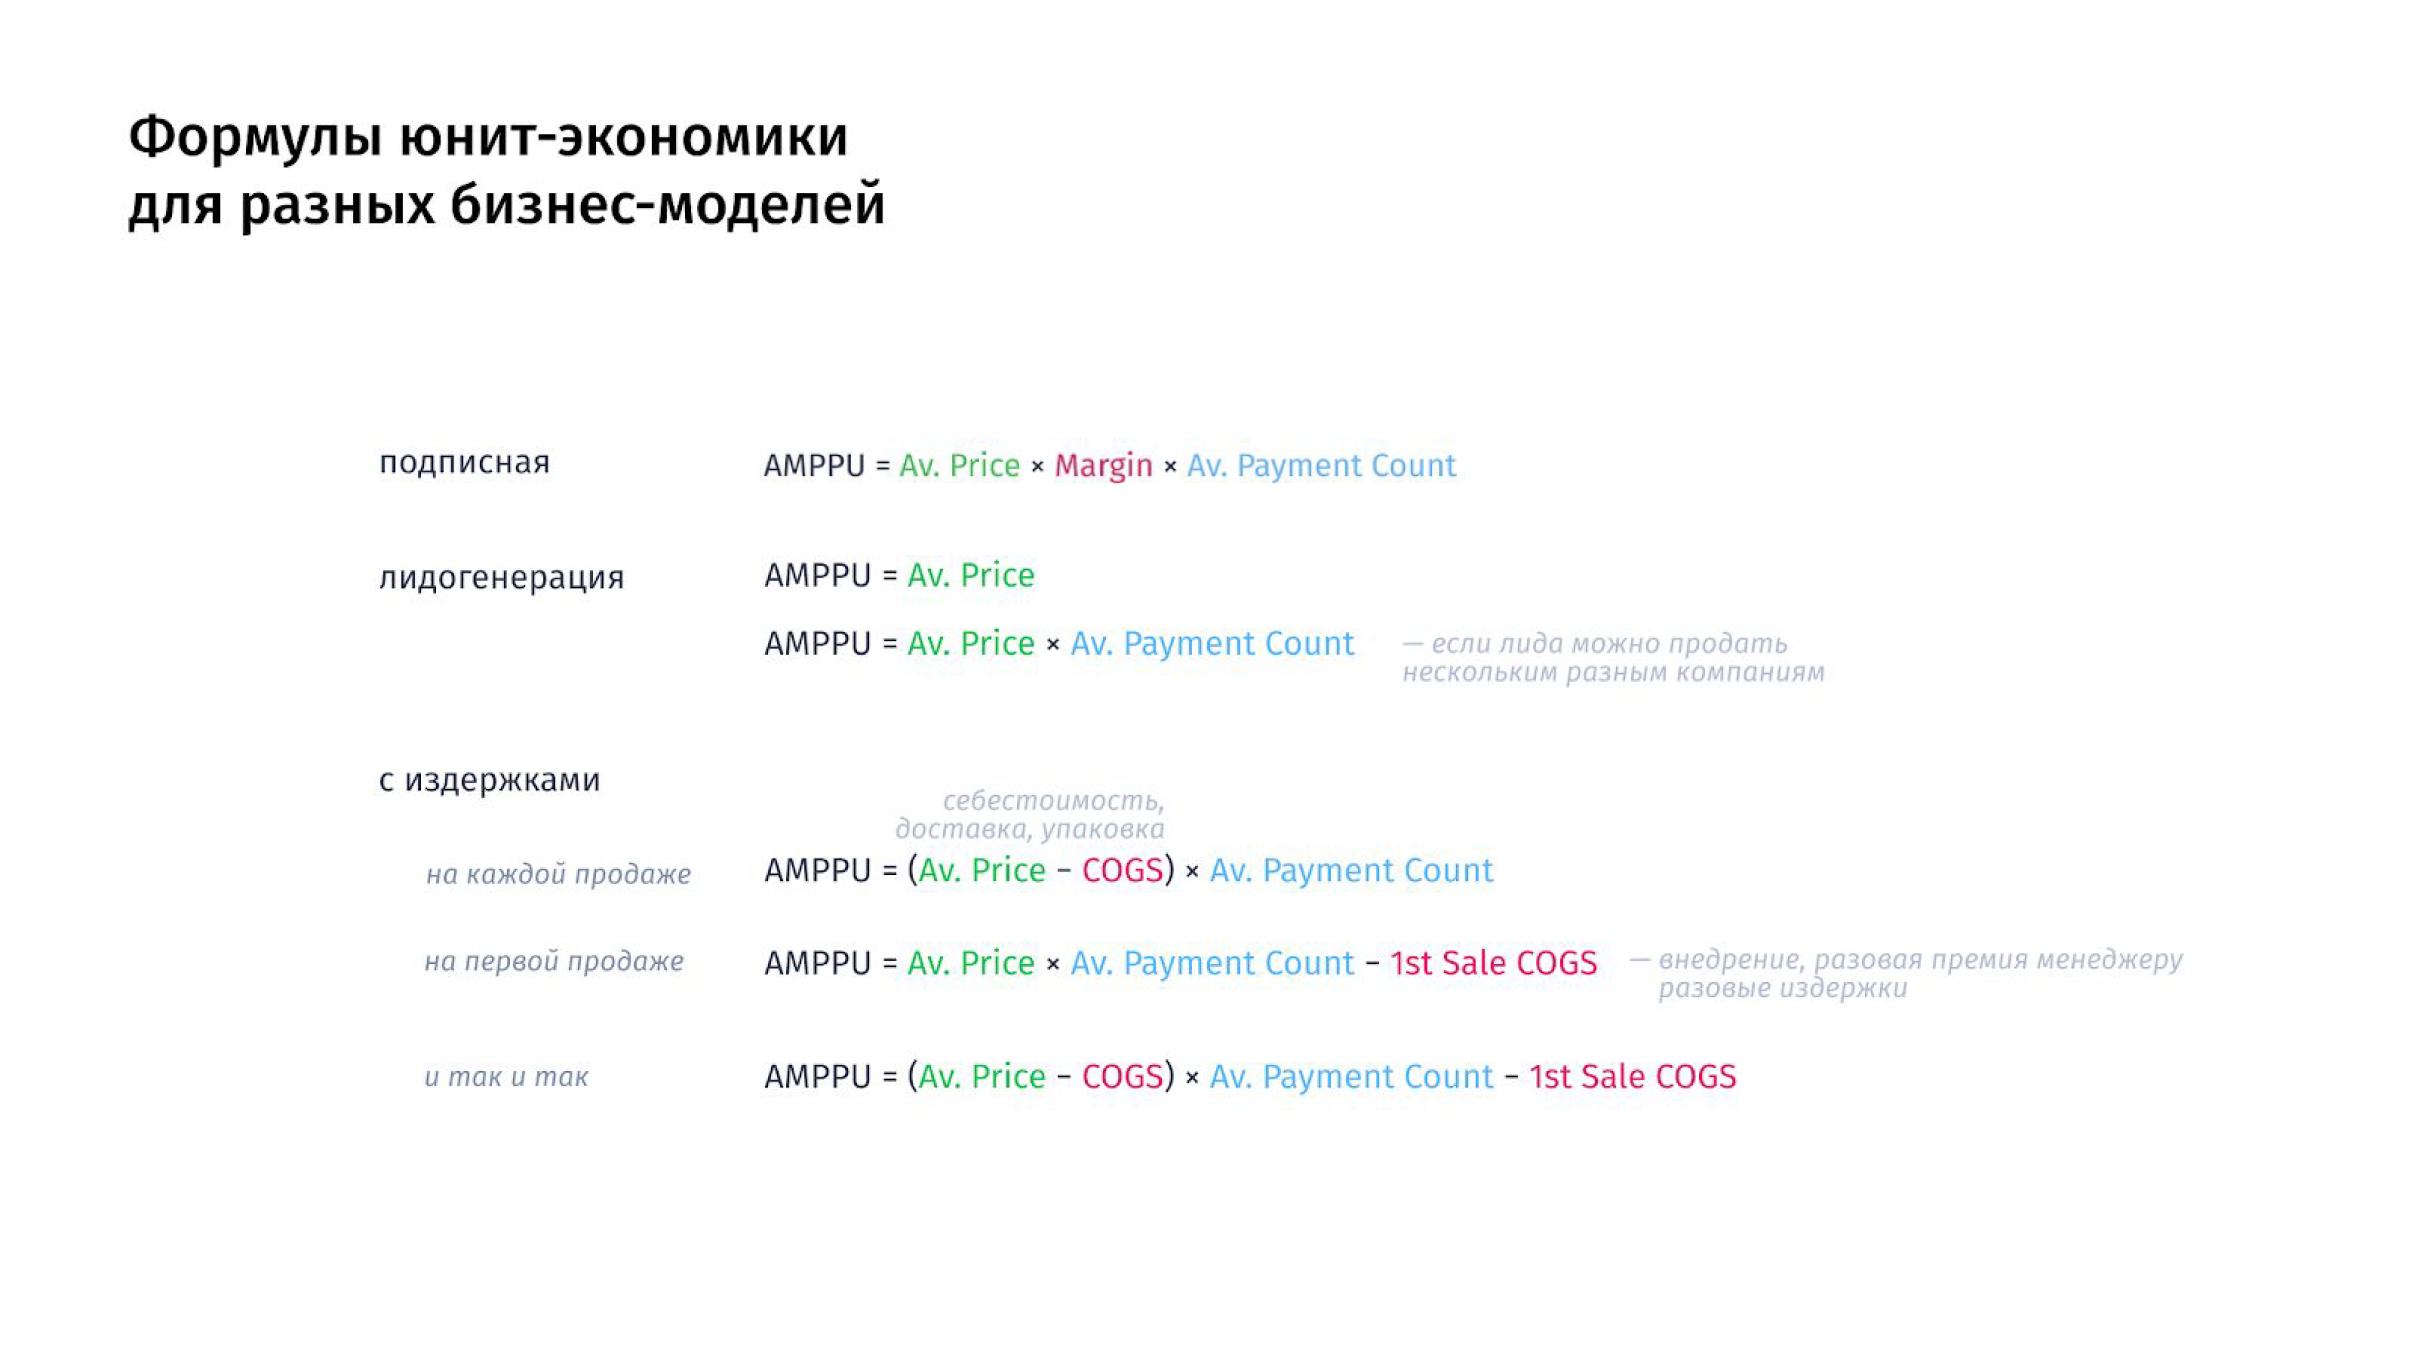 Формулы юнит-экономики
для разных бизнес-моделей
подписная
AMPPU = Av. Price × Margin × Av. Payment Count
лидогенерация
AMPPU = Av. Price
AMPPU = Av. Price × Av. Payment Count
— если лида можно продать
нескольким разным компаниям
с издержками
себестоимость,
доставка, упаковка
на каждой продаже
AMPPU = (Av. Price − COGS) × Av. Payment Count
на первой продаже
AMPPU = Av. Price × Av. Payment Count − 1st Sale COGS
— внедрение, разовая премия менеджеру
разовые издержки
и так и так
AMPPU = (Av. Price − COGS) × Av. Payment Count − 1st Sale COGS